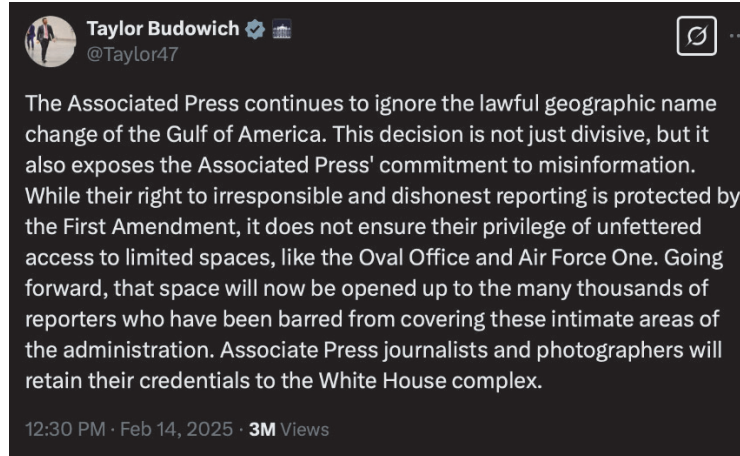 Taylor Budowich
@Taylor47
The Associated Press continues to ignore the lawful geographic name
change of the Gulf of America. This decision is not just divisive, but it
also exposes the Associated Press' commitment to misinformation.
While their right to irresponsible and dishonest reporting is protected by
the First Amendment, it does not ensure their privilege of unfettered
access to limited spaces, like the Oval Office and Air Force One. Going
forward, that space will now be opened up to the many thousands of
reporters who have been barred from covering these intimate areas of
the administration. Associate Press journalists and photographers will
retain their credentials to the White House complex.
12:30 PM · Feb 14, 2025 · 3M Views